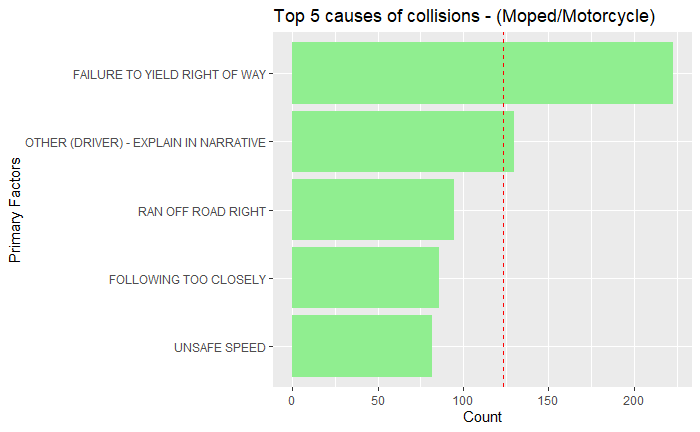 Top 5 causes of collisions - (Moped/Motorcycle)
Primary Factors
FAILURE TO YIELD RIGHT OF WAY
OTHER (DRIVER) - EXPLAIN IN NARRATIVE
RAN OFF ROAD RIGHT
FOLLOWING TOO CLOSELY
UNSAFE SPEED
0 50 100 150 200
Count